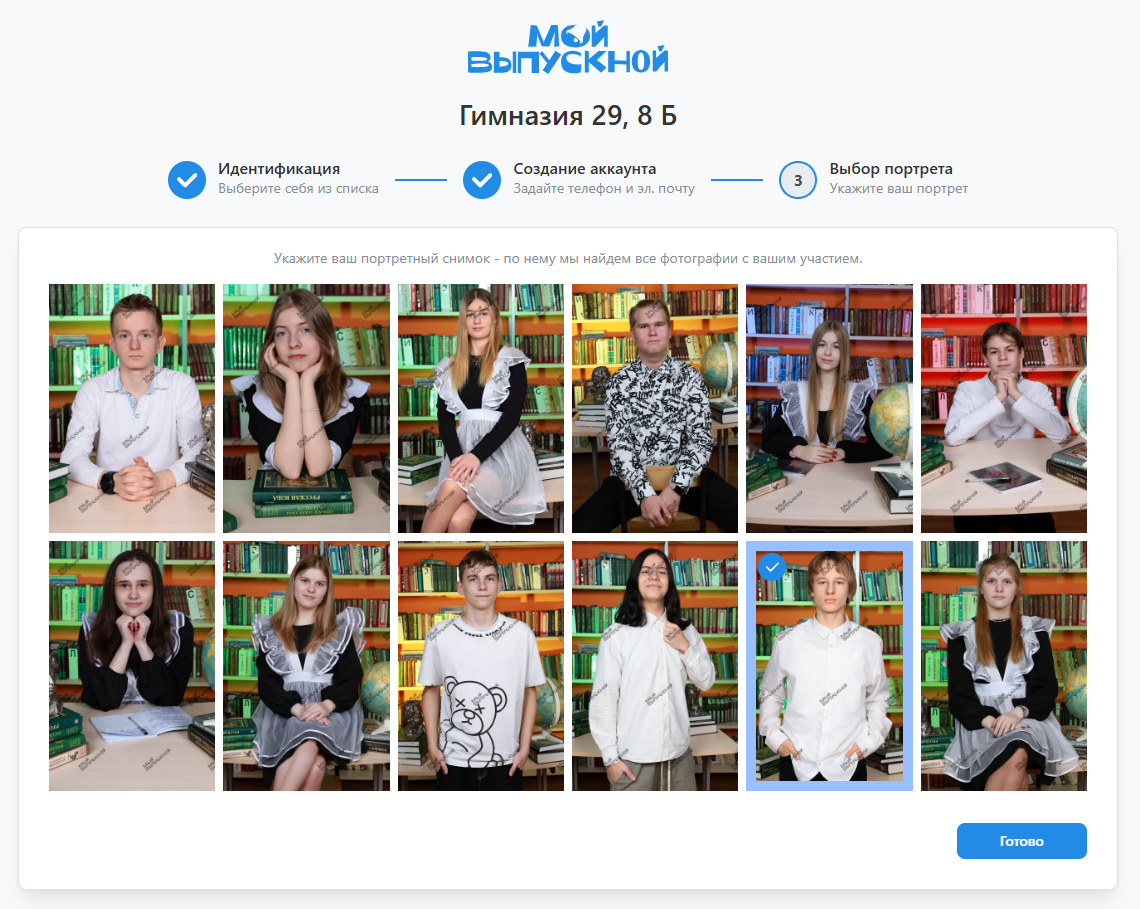 МОЙ
ВЫПУСКНОЙ
Гимназия 29, 8 Б
Идентификация
Выберите себя из списка
Создание аккаунта
Задайте телефон и эл. почту
3
Выбор портрета
Укажите ваш портрет
Укажите ваш портретный снимок - по нему мы найдем все фотографии с вашим участием.
Готово